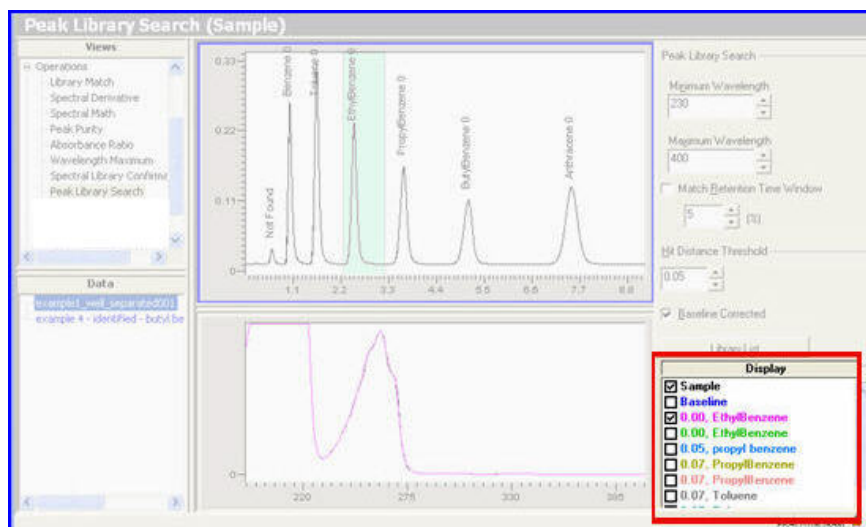 Peak Library Search (Sample)
Views
Operations
Library Match
Spectral Derivative
Spectral Math
Peak Purity
Absorbance Ratio
Wavelength Maximum
Spectral Library Confirma
Peak Library Search
Data
example1_well_separated001
example 4 - identified - butyl be
0.33
0.22
0.11
0
Not Found
Benzene 0
Toluene 0
EthylBenzene 0
PropylBenzene 0
ButylBenzene 0
Anthracene 0
1.1
2.2
3.3
4.4
5.5
6.6
7.7
8.8
0
220
275
330
385
Peak Library Search
Minimum Wavelength
230
Maximum Wavelength
400
Match Retention Time Window
5
[%]
Hit Distance Threshold
0.05
Baseline Corrected
Library List
Display
Sample
Baseline
0.00, EthylBenzene
0.00, EthylBenzene
0.05, propyl benzene
0.07, PropylBenzene
0.07, PropylBenzene
0.07, Toluene